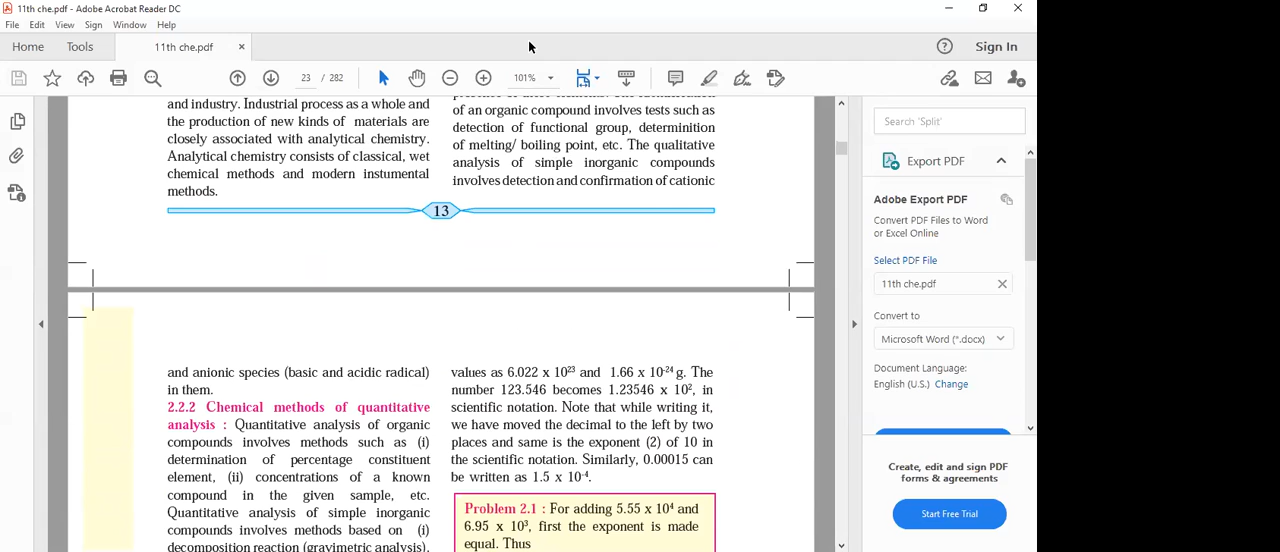 11th che.pdf - Adobe Acrobat Reader DC
File Edit View Sign Window Help
Home Tools 11th che.pdf × Sign In
23 / 282 101%
and industry. Industrial process as a whole and
the production of new kinds of materials are
closely associated with analytical chemistry.
Analytical chemistry consists of classical, wet
chemical methods and modern instumental
methods.
of an organic compound involves tests such as
detection of functional group, determinition
of melting/ boiling point, etc. The qualitative
analysis of simple inorganic compounds
involves detection and confirmation of cationic
13
and anionic species (basic and acidic radical)
in them.
2.2.2 Chemical methods of quantitative
analysis : Quantitative analysis of organic
compounds involves methods such as (i)
determination of percentage constituent
element, (ii) concentrations of a known
compound in the given sample, etc.
Quantitative analysis of simple inorganic
compounds involves methods based on (i)
decomposition reaction (gravimetric analysis),
values as 6.022 x 10²³ and 1.66 x 10⁻²⁴ g. The
number 123.546 becomes 1.23546 x 10², in
scientific notation. Note that while writing it,
we have moved the decimal to the left by two
places and same is the exponent (2) of 10 in
the scientific notation. Similarly, 0.00015 can
be written as 1.5 x 10⁻⁴.
Problem 2.1 : For adding 5.55 x 10⁴ and
6.95 x 10³, first the exponent is made
equal. Thus
Search 'Split'
Export PDF
Adobe Export PDF
Convert PDF Files to Word
or Excel Online
Select PDF File
11th che.pdf
Convert to
Microsoft Word (*.docx)
Document Language:
English (U.S.) Change
Create, edit and sign PDF
forms & agreements
Start Free Trial